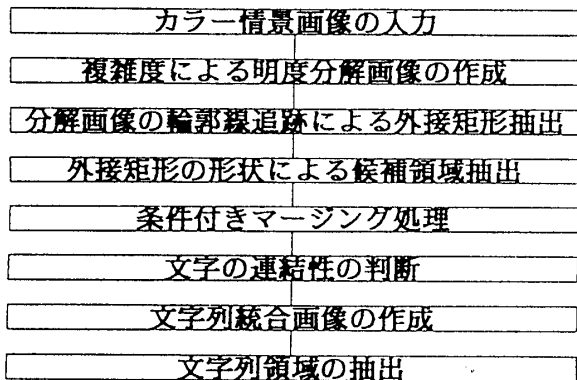 カラー情景画像の入力
複雑度による明度分解画像の作成
分解画像の輪郭線追跡による外接矩形抽出
外接矩形の形状による候補領域抽出
条件付きマージング処理
文字の連結性の判断
文字列統合画像の作成
文字列領域の抽出